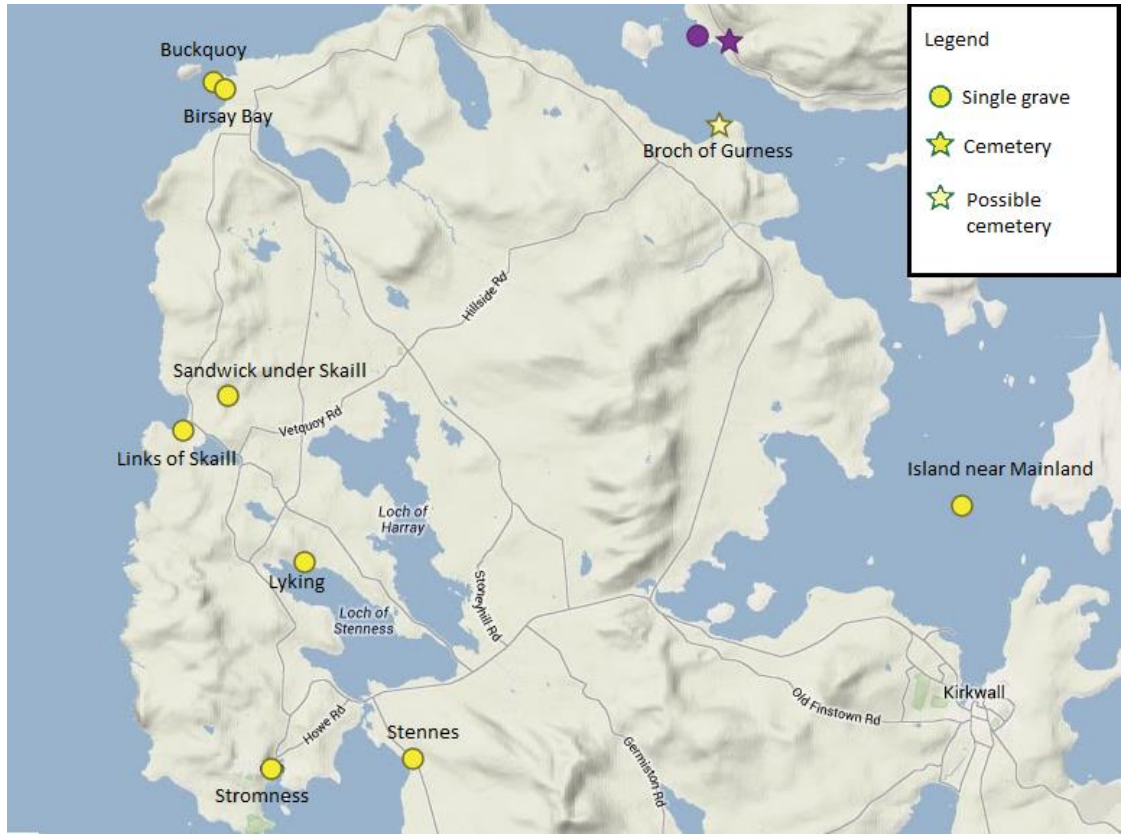 Buckquoy
Birsay Bay
Broch of Gurness
Legend
Single grave
Cemetery
Possible
cemetery
Hillside Rd
Sandwick under Skaill
Vetquoy Rd
Links of Skaill
Island near Mainland
Loch of
Harray
Lyking
Stoneyhill Rd
Loch of
Stenness
Kirkwall
Old Finstown Rd
Howe Rd
Stennes
Germiston Rd
Stromness